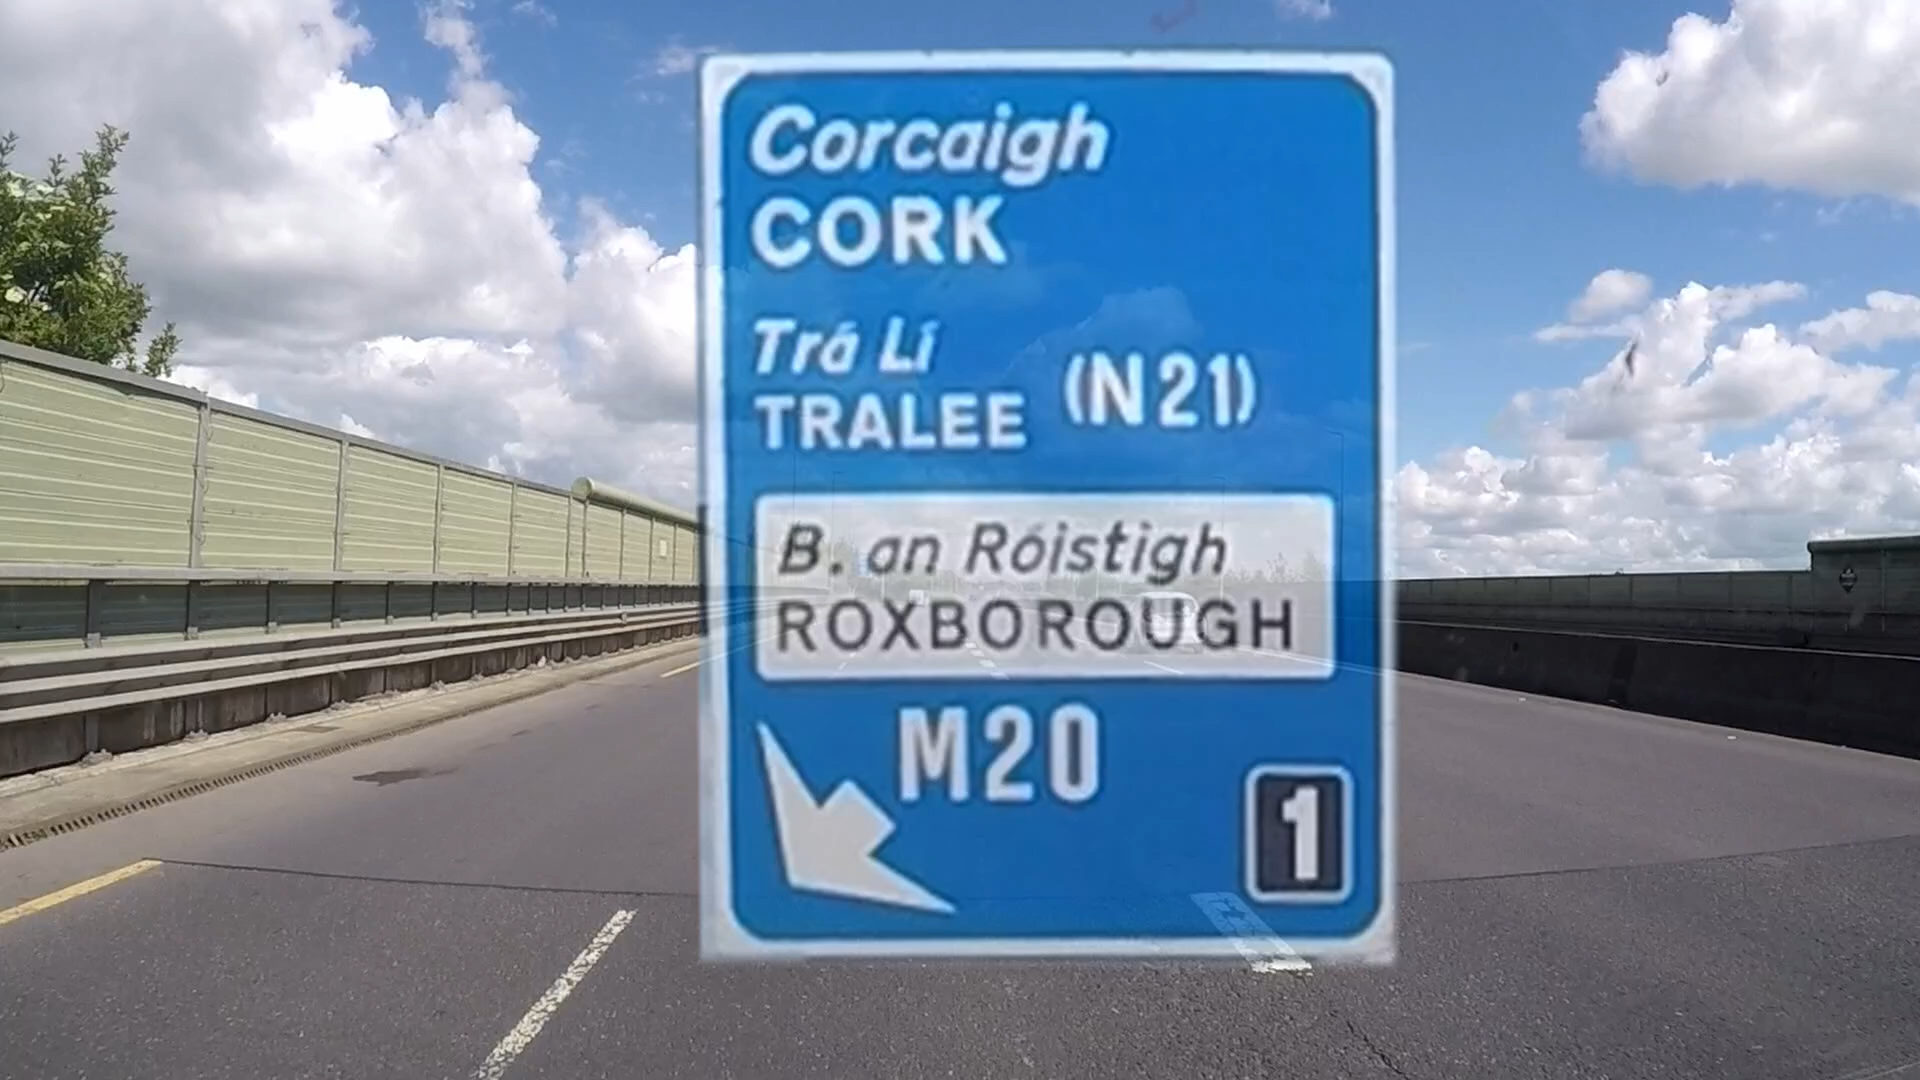 Corcaigh
CORK
Trá Lí
TRALEE (N21)
B. an Róistigh
ROXBOROUGH
M20
1